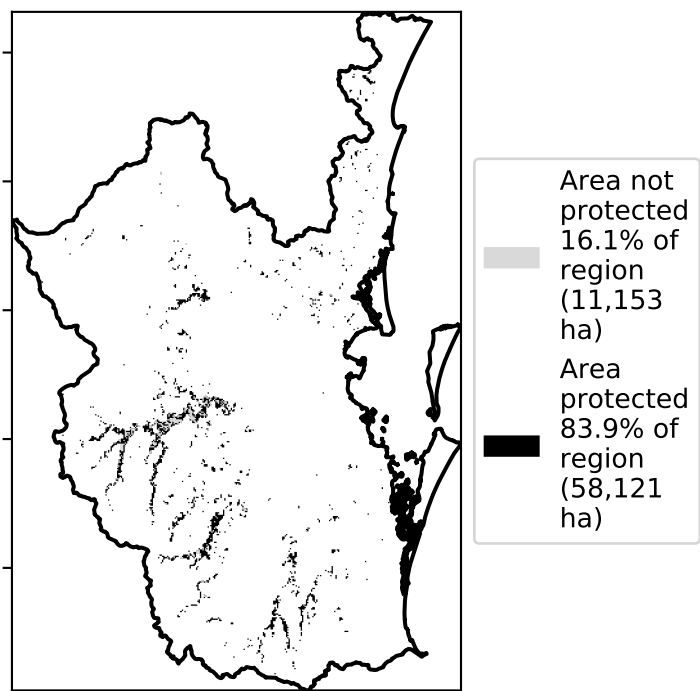 Area not
protected
16.1% of
region
(11,153
ha)
Area
protected
83.9% of
region
(58,121
ha)